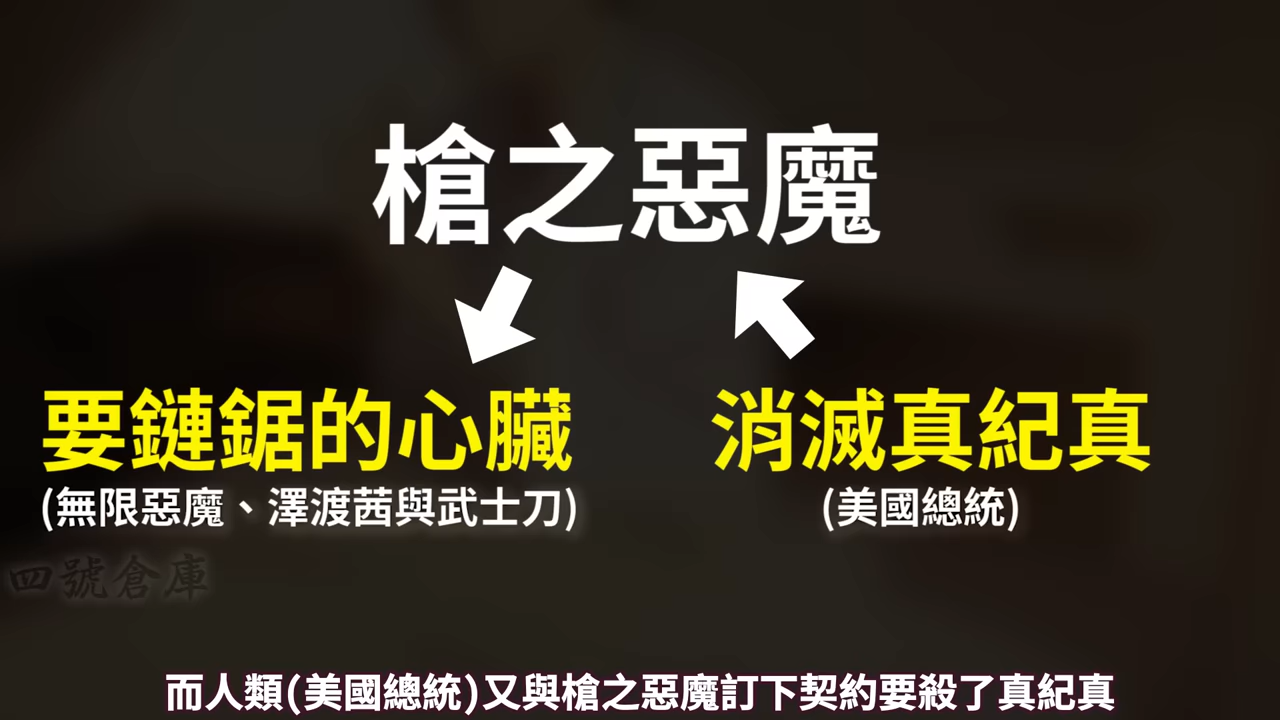 槍之惡魔
要鏈鋸的心臟
(無限惡魔、澤渡茜與武士刀)
消滅真紀真
(美國總統)
四號倉庫
而人類(美國總統)又與槍之惡魔訂下契約要殺了真紀真